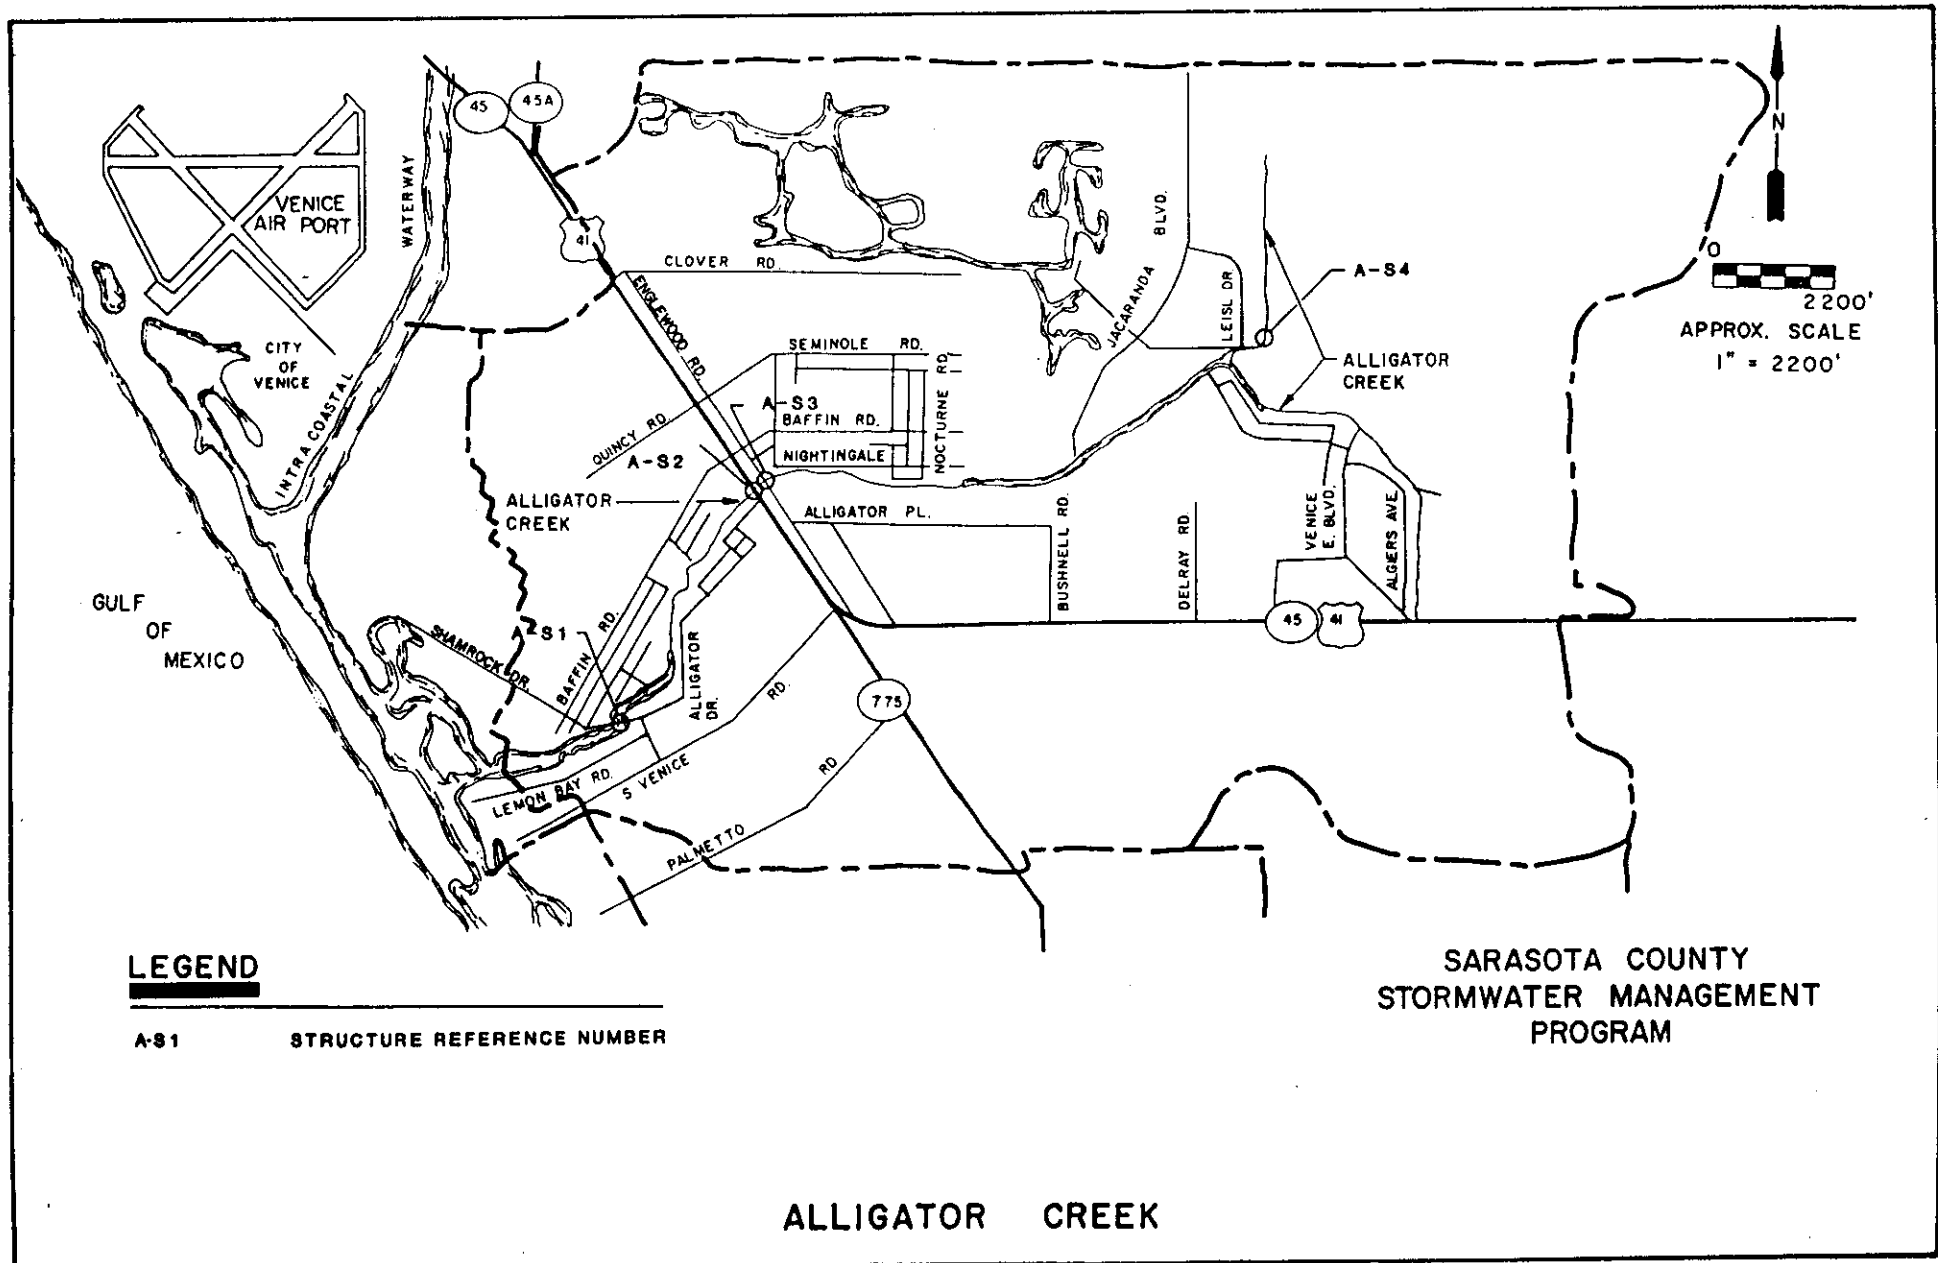 45
45A
N
WATERWAY
VENICE
AIR PORT
BLVD.
41
CLOVER RD.
0
2200'
APPROX. SCALE
1" = 2200'
ENGLEWOOD RD.
JACARANDA
LEISL DR
A-S4
CITY
OF
VENICE
SEMINOLE RD.
NOCTURNE RD.
ALLIGATOR
CREEK
INTRACOASTAL
QUINCY RD.
A-S3
BAFFIN RD.
A-S2
NIGHTINGALE
ALLIGATOR
CREEK
ALLIGATOR PL.
BUSHNELL RD.
DELRAY RD.
VENICE
E. BLVD.
ALGIERS AVE.
GULF
OF
MEXICO
45
41
SHAMROCK DR.
A-S1
BAFFIN RD.
ALLIGATOR
DR.
775
LEMON BAY RD.
S VENICE RD.
PALMETTO RD
LEGEND
A-S1 STRUCTURE REFERENCE NUMBER
SARASOTA COUNTY
STORMWATER MANAGEMENT
PROGRAM
ALLIGATOR CREEK